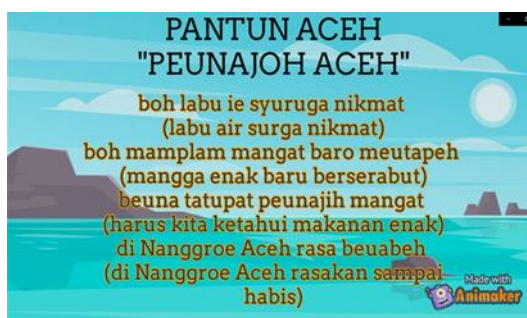 PANTUN ACEH
"PEUNAJOH ACEH"
boh labu ie syuruga nikmat
(labu air surga nikmat)
boh mamplam mangat baro meutapeh
(mangga enak baru berserabut)
beuna tatupat peunajih mangat
(harus kita ketahui makanan enak)
di Nanggroe Aceh rasa beuabeh
(di Nanggroe Aceh rasakan sampai
habis)
Made with
Animaker